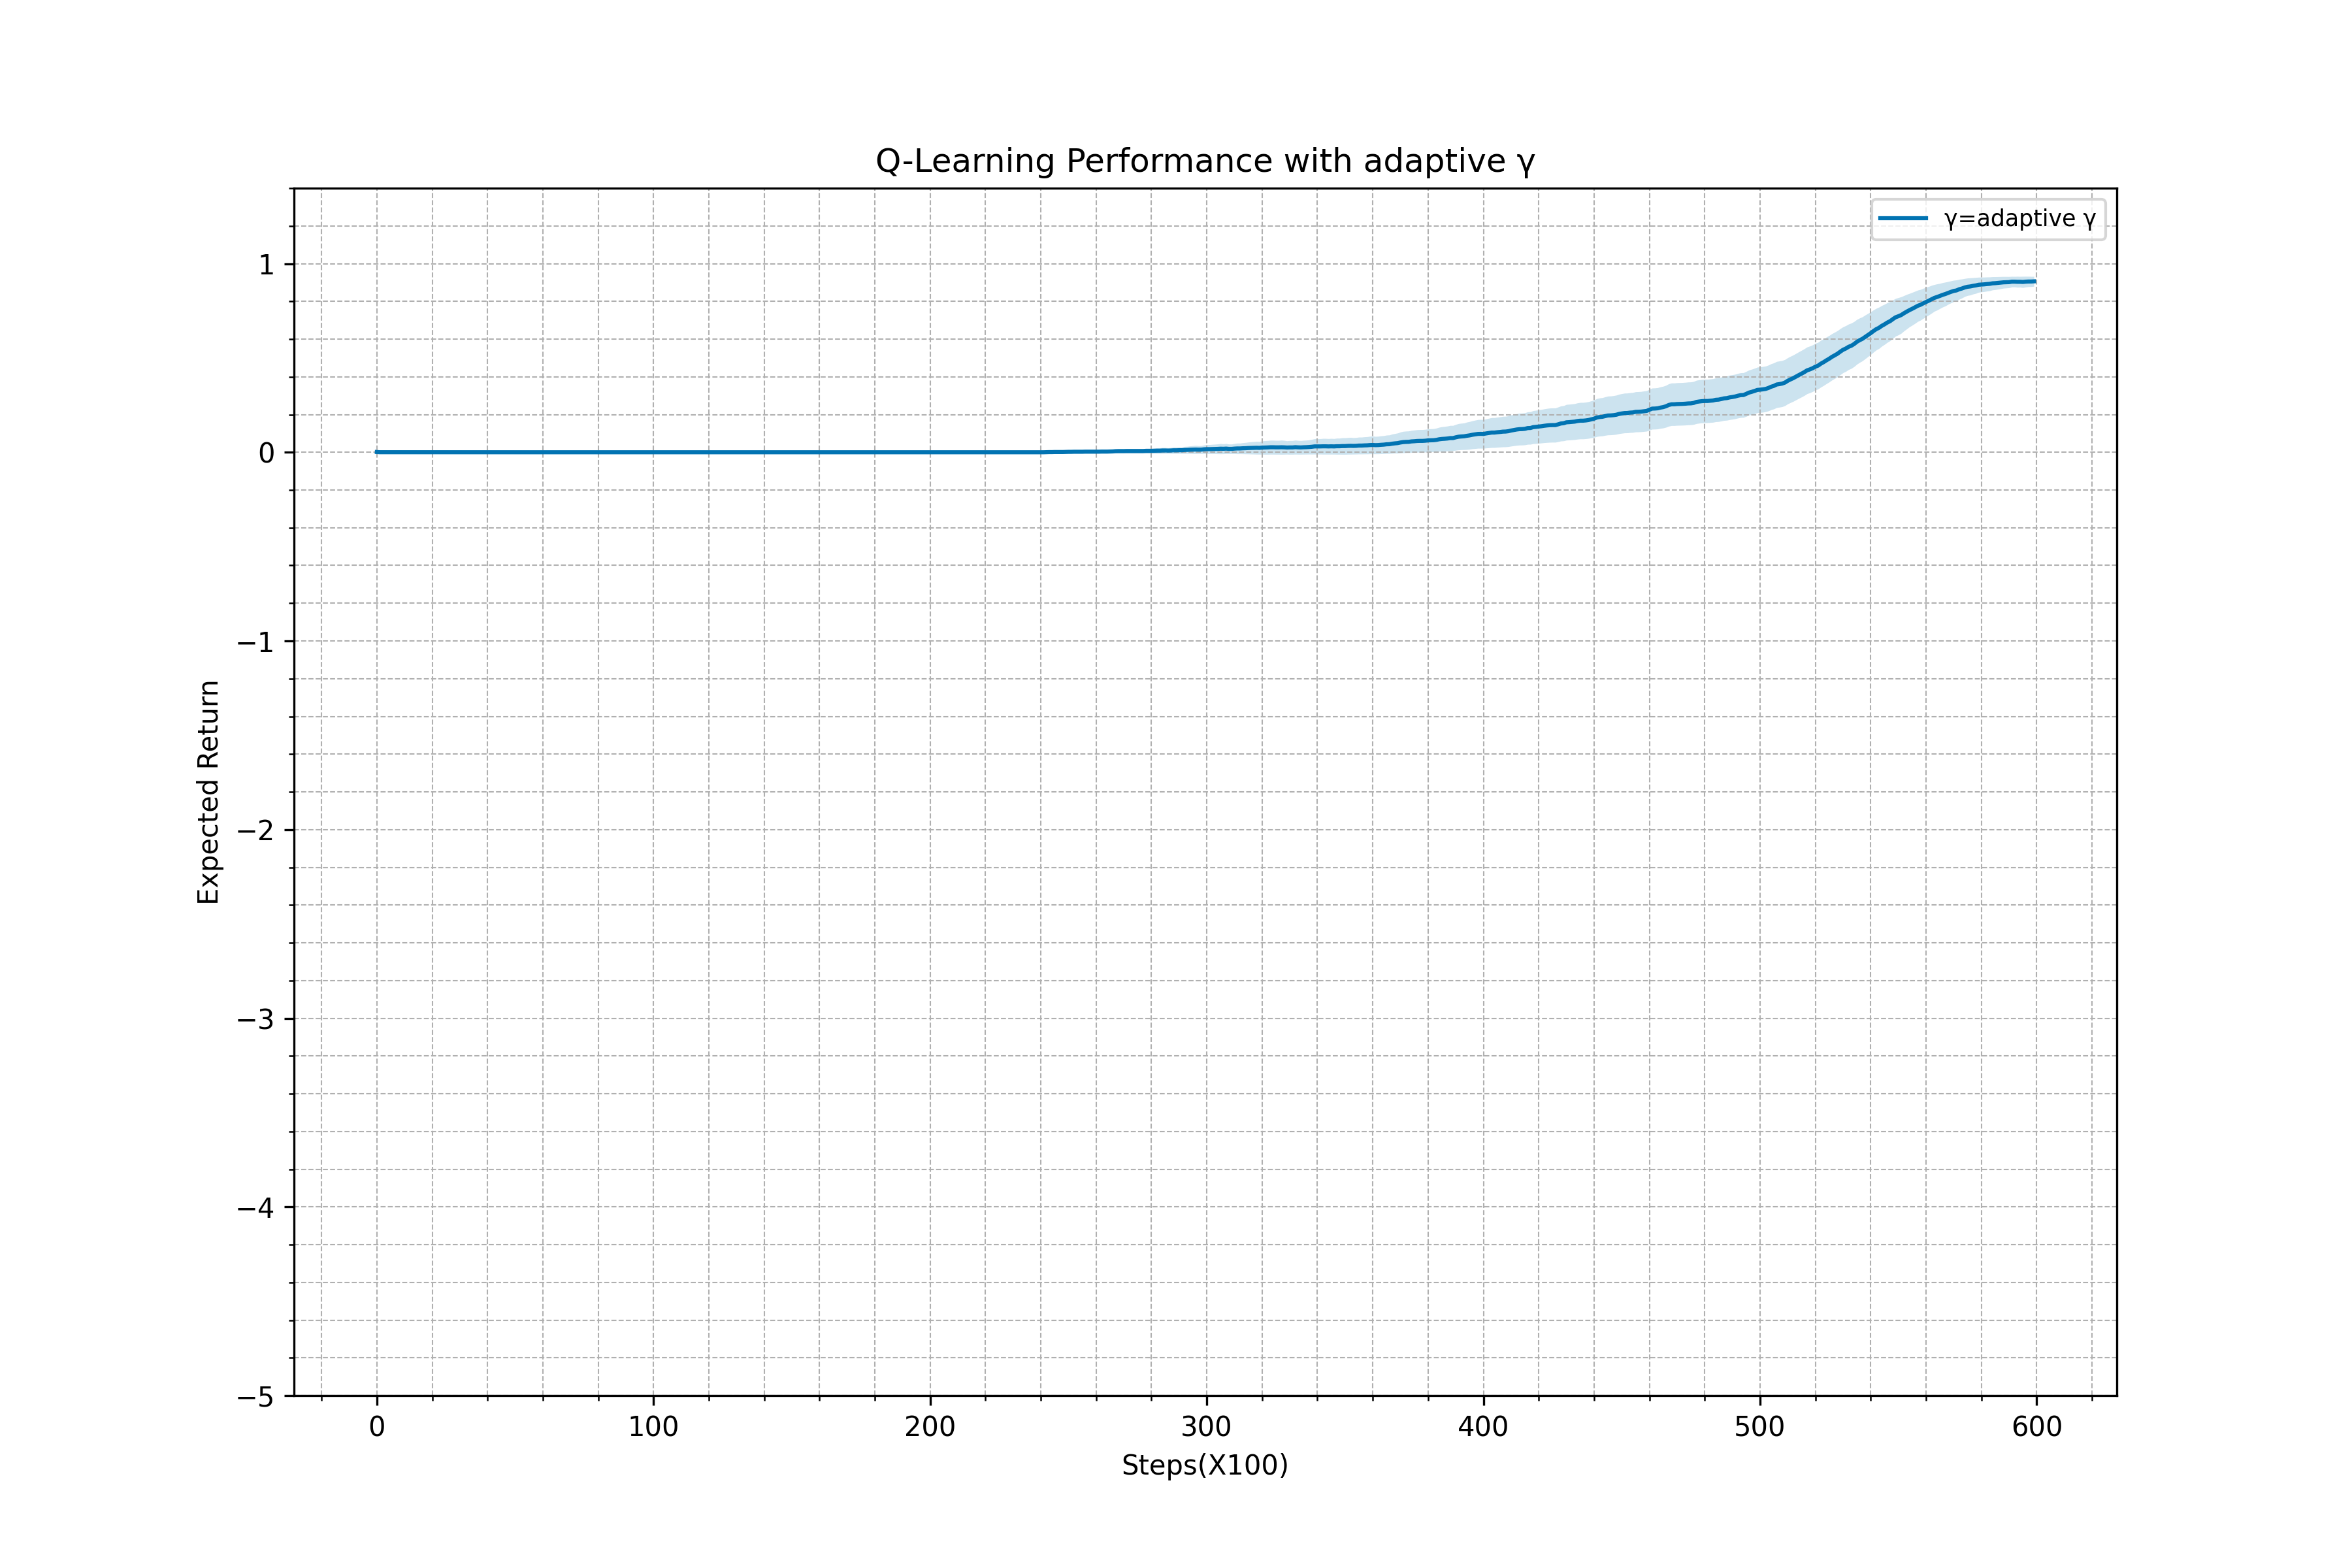 Q-Learning Performance with adaptive γ
γ=adaptive γ
1
0
−1
−2
−3
−4
−5
Expected Return
0 100 200 300 400 500 600
Steps(X100)